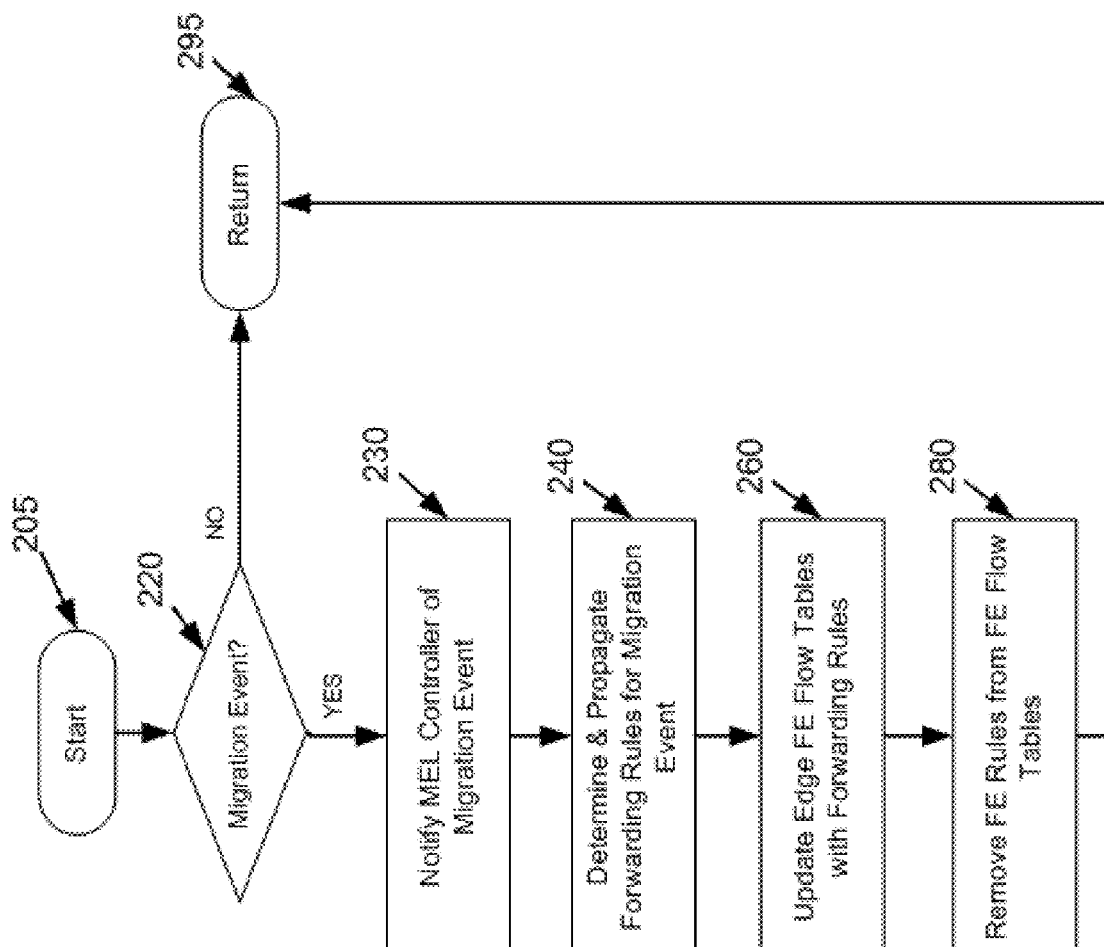 205
Start
220
Migration Event?
NO
295
Return
YES
230
Notify MEL Controller of
Migration Event
240
Determine & Propagate
Forwarding Rules for Migration
Event
260
Update Edge FE Flow Tables
with Forwarding Rules
280
Remove FE Rules from FE Flow
Tables